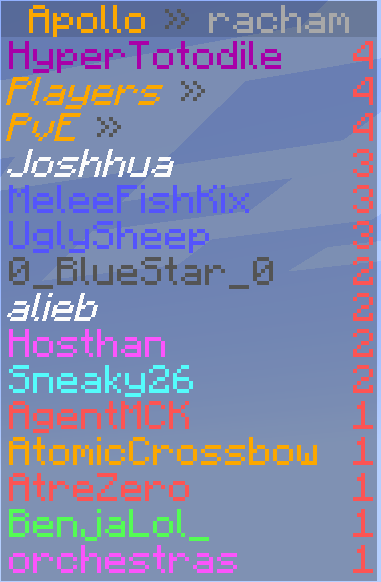 Apollo » racham
HyperTotodile 4
Players » 4
PvE » 4
Joshhua 3
MeleeFishKix 3
UglySheep 3
0_BlueStar_0 2
alieb 2
Hosthan 2
Sneaky26 2
AgentMCK 1
AtomicCrossbow 1
AtreZero 1
BenjaLol_ 1
orchestras 1